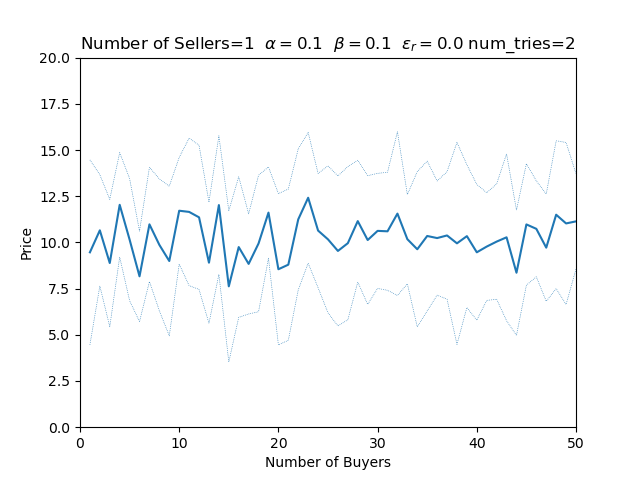 Number of Sellers=1 α = 0.1 β = 0.1 ε_r = 0.0 num_tries=2
20.0
17.5
15.0
12.5
10.0
7.5
5.0
2.5
0.0
Price
0 10 20 30 40 50
Number of Buyers